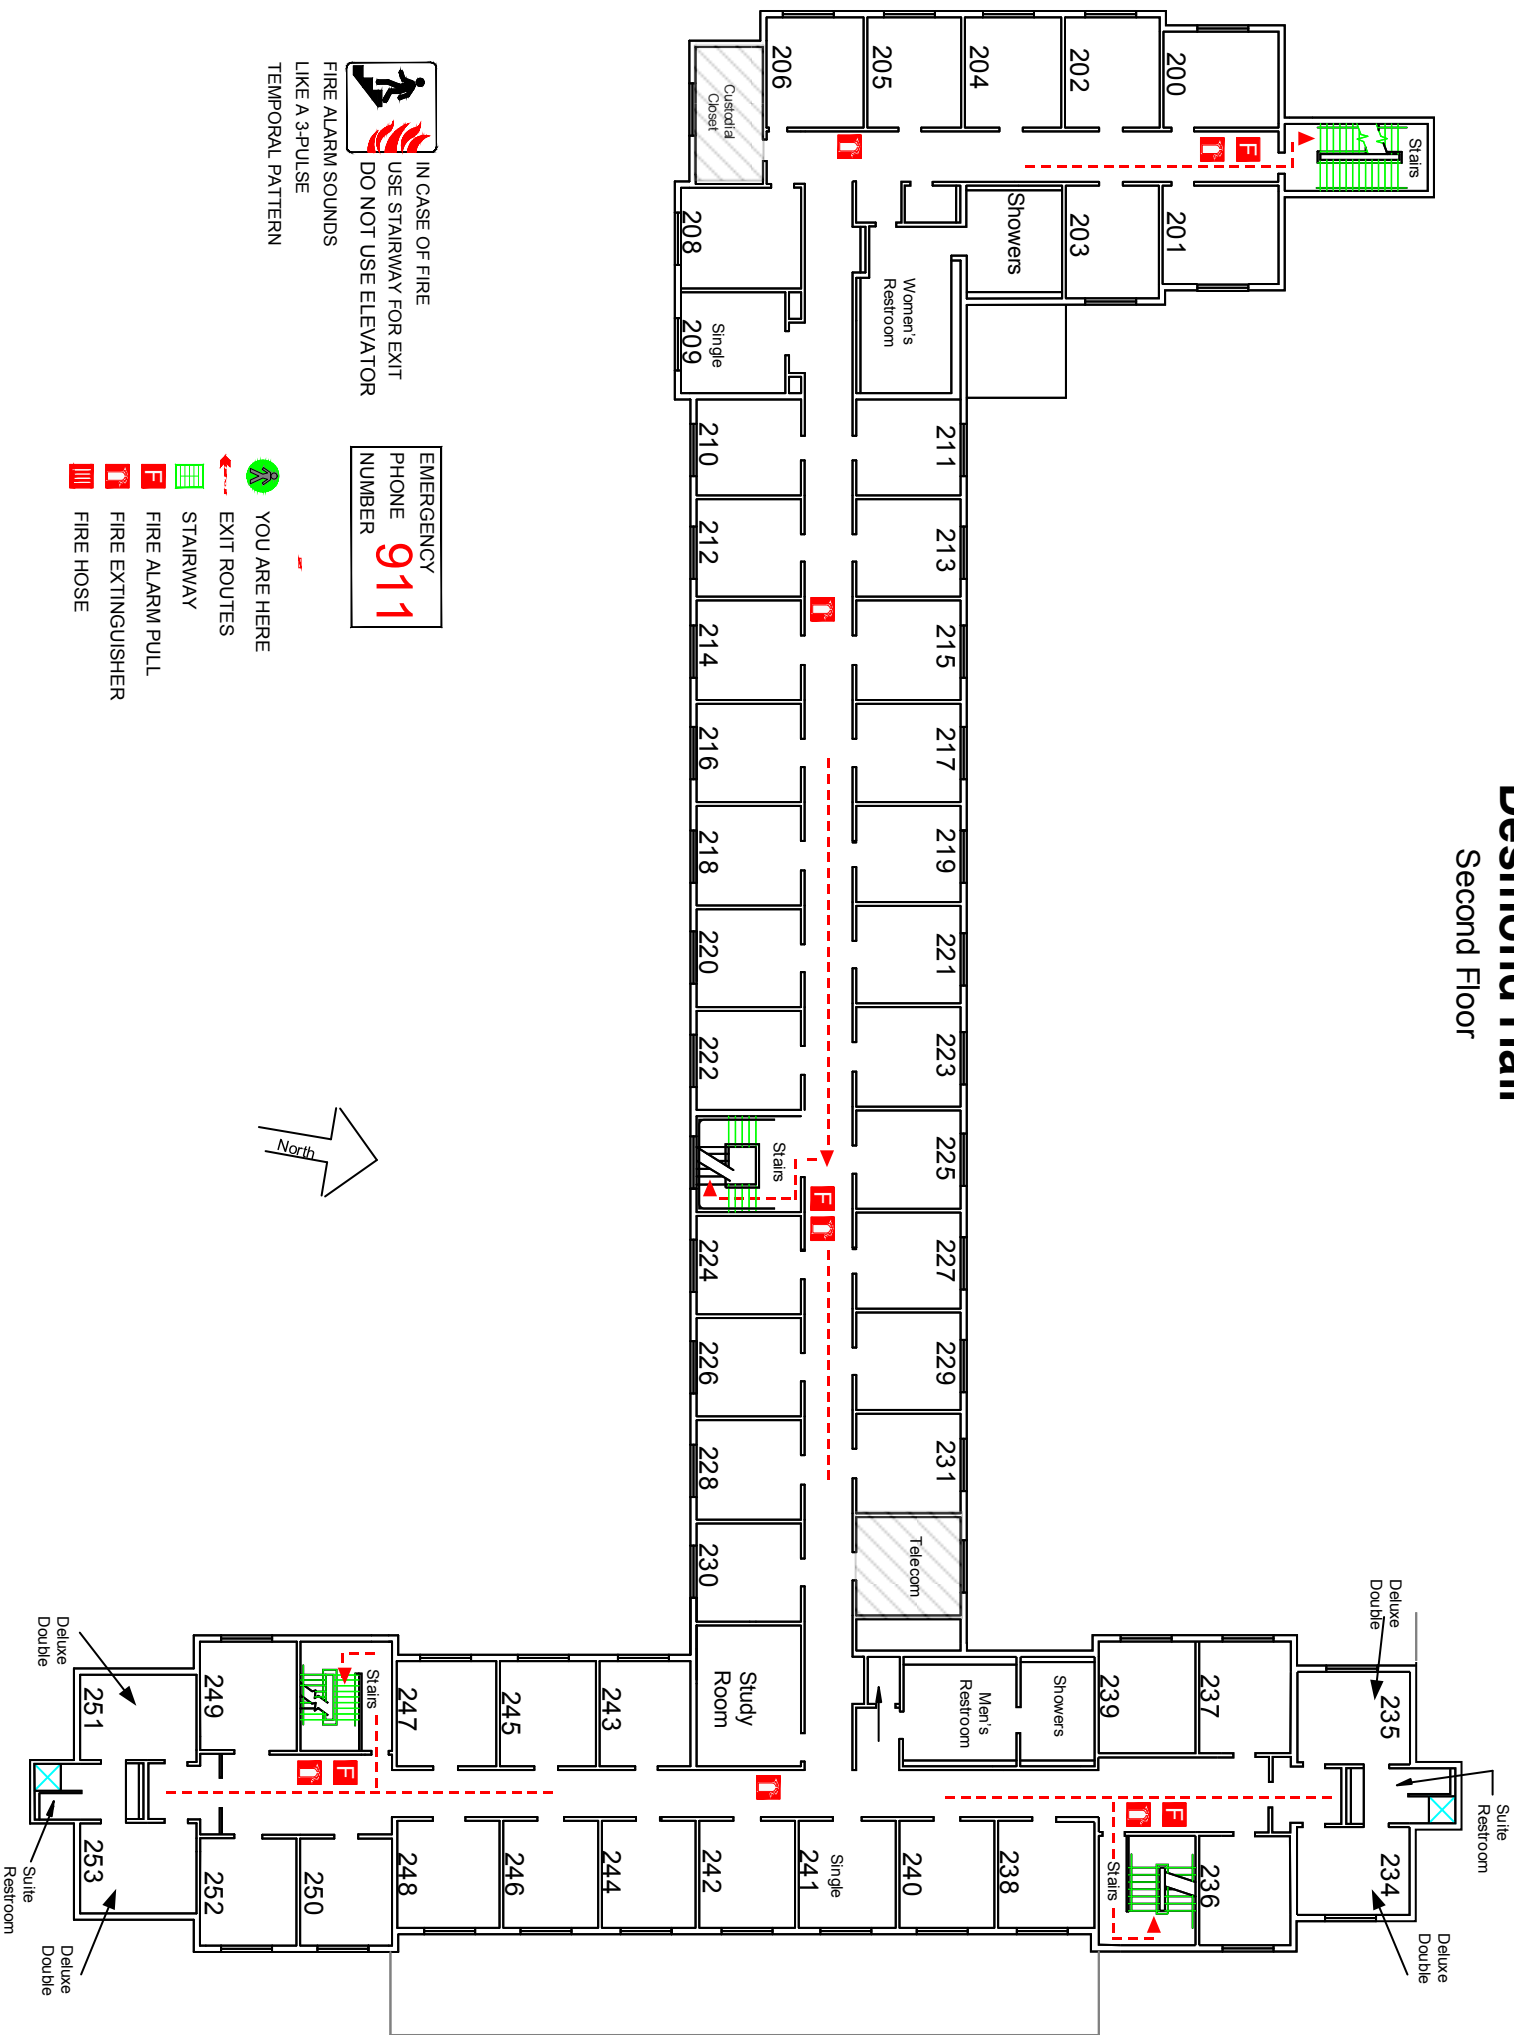 Desmond Hall
Second Floor
Stairs
200
202
204
205
206
Custodial
Closet
201
203
Showers
Women's
Restroom
208
Single
209
211
213
215
217
219
221
223
225
227
229
231
Telecom
210
212
214
216
218
220
222
Stairs
224
226
228
230
Study
Room
Men's
Restroom
Showers
239
237
235
Deluxe
Double
Suite
Restroom
234
Deluxe
Double
236
Stairs
238
240
Single
241
242
244
246
248
250
252
253
Deluxe
Double
Suite
Restroom
243
245
247
Stairs
249
251
Deluxe
Double
IN CASE OF FIRE
USE STAIRWAY FOR EXIT
DO NOT USE ELEVATOR
FIRE ALARM SOUNDS
LIKE A 3-PULSE
TEMPORAL PATTERN
EMERGENCY
PHONE 911
NUMBER
YOU ARE HERE
EXIT ROUTES
STAIRWAY
F FIRE ALARM PULL
FIRE EXTINGUISHER
FIRE HOSE
North
F
F
F
F